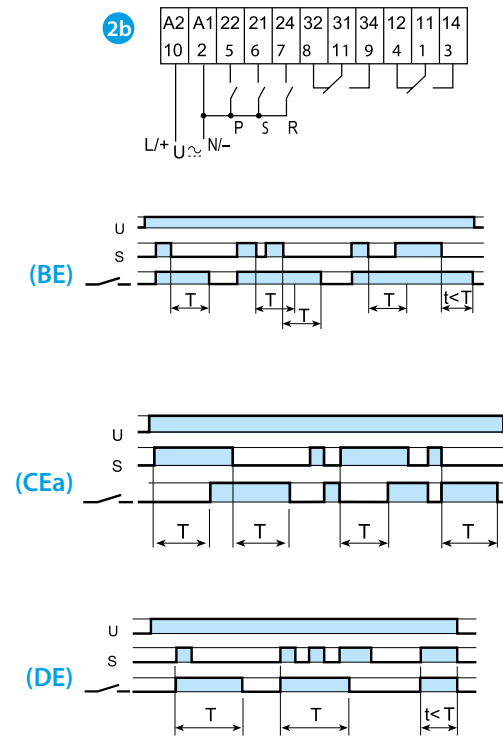 2b
A2 A1 22 21 24 32 31 34 12 11 14
10 2 5 6 7 8 11 9 4 1 3
P S R
L/+ U N/–
U
S
(BE)
T T T t<T
T
U
S
(CEa)
T T T T
U
S
(DE)
T T t<T